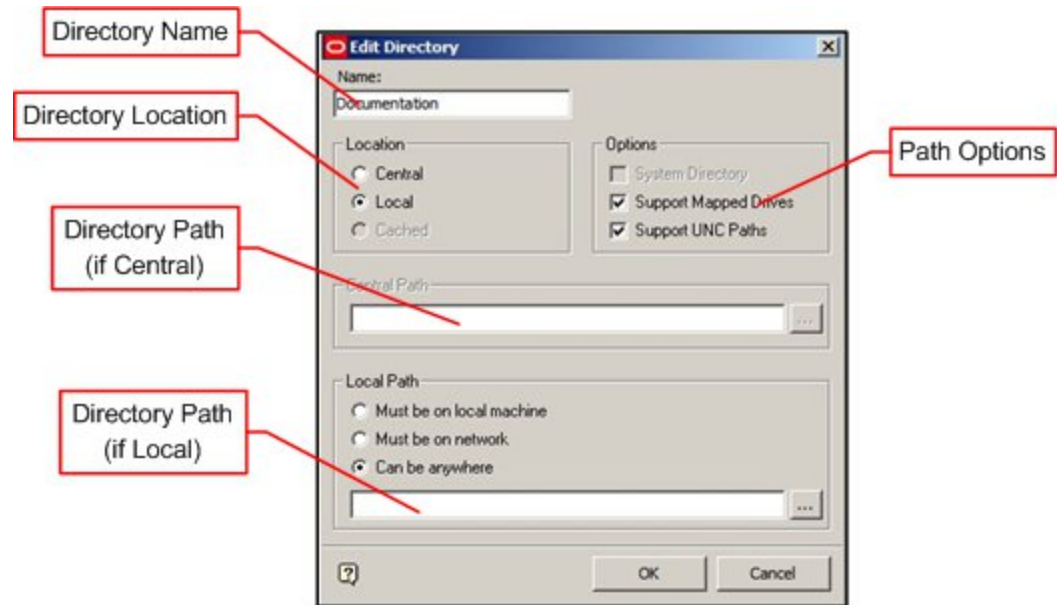 Directory Name
Edit Directory
Name:
Documentation
Directory Location
Location
Central
Local
Cached
Options
System Directory
Support Mapped Drives
Support UNC Paths
Path Options
Directory Path
(if Central)
Central Path
...
Directory Path
(if Local)
Local Path
Must be on local machine
Must be on network
Can be anywhere
...
?
OK
Cancel